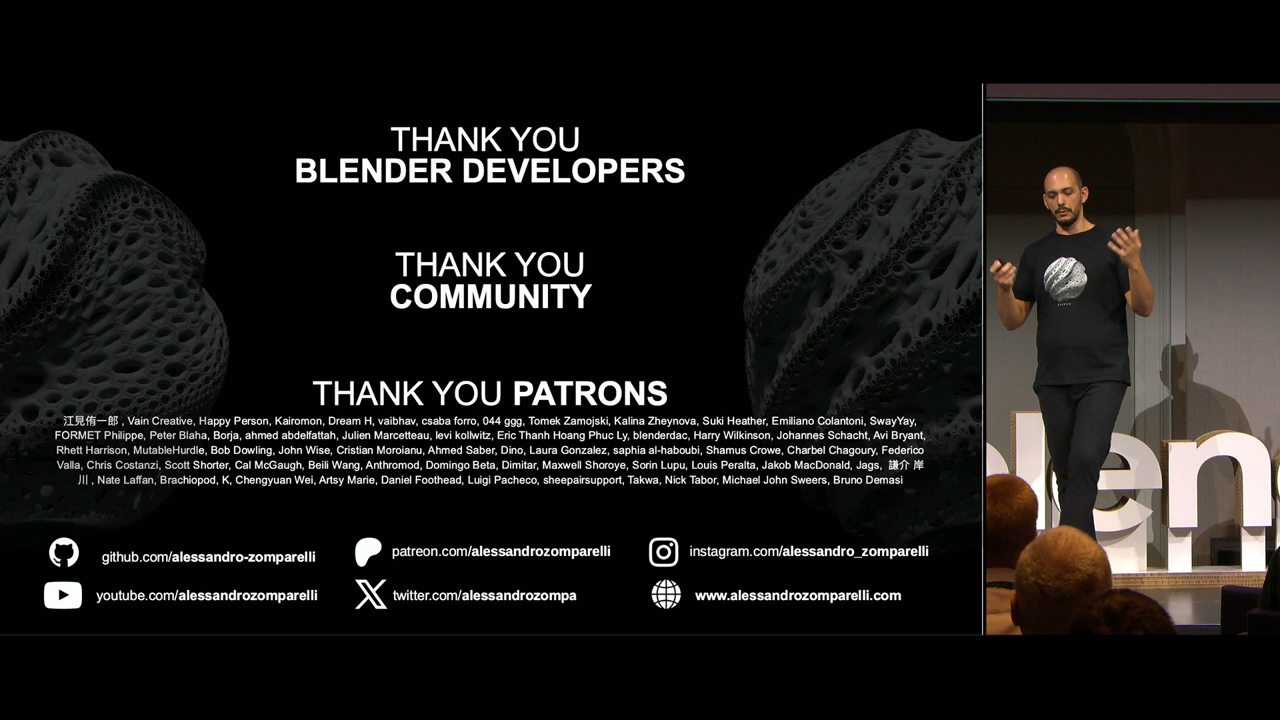 THANK YOU
BLENDER DEVELOPERS
THANK YOU
COMMUNITY
THANK YOU PATRONS
江見侑一郎 , Vain Creative, Happy Person, Kairomon, Dream H, vaibhav, csaba forro, 044 ggg, Tomek Zamojski, Kalina Zheynova, Suki Heather, Emiliano Colantoni, SwayYay,
FORMET Philippe, Peter Blaha, Borja, ahmed abdelfattah, Julien Marcetteau, levi kollwitz, Eric Thanh Hoang Phuc Ly, blenderdac, Harry Wilkinson, Johannes Schacht, Avi Bryant,
Rhett Harrison, MutableHurdle, Bob Dowling, John Wise, Cristian Moroianu, Ahmed Saber, Dino, Laura Gonzalez, saphia al-haboubi, Shamus Crowe, Charbel Chagoury, Federico
Valla, Chris Costanzi, Scott Shorter, Cal McGaugh, Beili Wang, Anthromod, Domingo Beta, Dimitar, Maxwell Shoroye, Sorin Lupu, Louis Peralta, Jakob MacDonald, Jags, 謙介 岸
川 , Nate Laffan, Brachiopod, K, Chengyuan Wei, Artsy Marie, Daniel Foothead, Luigi Pacheco, sheepairsupport, Takwa, Nick Tabor, Michael John Sweers, Bruno Demasi
github.com/alessandro-zomparelli
patreon.com/alessandrozomparelli
instagram.com/alessandro_zomparelli
youtube.com/alessandrozomparelli
twitter.com/alessandrozompa
www.alessandrozomparelli.com
len